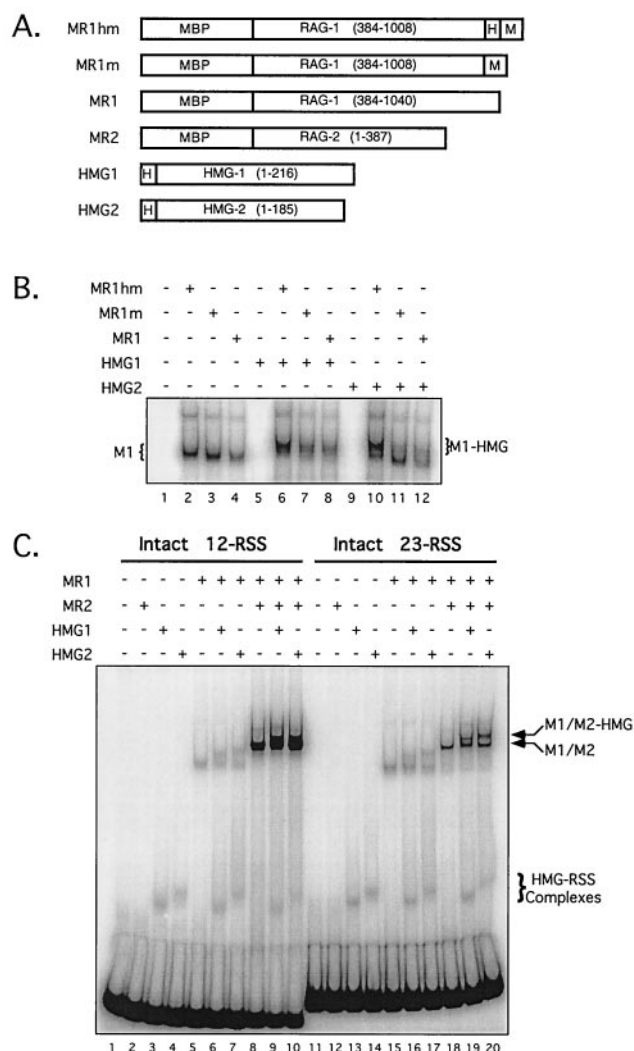 A.
MR1hm MBP RAG-1 (384-1008) H M
MR1m MBP RAG-1 (384-1008) M
MR1 MBP RAG-1 (384-1040)
MR2 MBP RAG-2 (1-387)
HMG1 H HMG-1 (1-216)
HMG2 H HMG-2 (1-185)
B.
MR1hm - + - - - + - - - + - -
MR1m - - + - - - + - - - + -
MR1 - - - + - - - + - - - +
HMG1 - - - - + + + + - - - -
HMG2 - - - - - - - - + + + +
M1{ }M1-HMG
1 2 3 4 5 6 7 8 9 10 11 12
C.
Intact 12-RSS Intact 23-RSS
MR1 - - - - + + + + + + - - - - + + + + + +
MR2 - + - - - - - + + + - + - - - - - + + +
HMG1 - - + - - + - - + - - - + - - + - - + -
HMG2 - - - + - - + - - + - - - + - - + - - +
M1/M2-HMG
M1/M2
HMG-RSS
Complexes
1 2 3 4 5 6 7 8 9 10 11 12 13 14 15 16 17 18 19 20